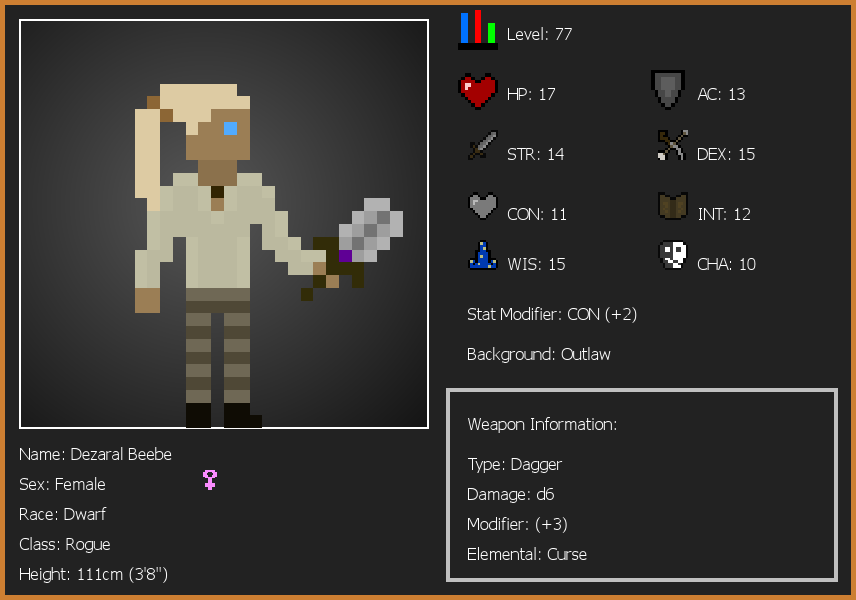 Level: 77
HP: 17
AC: 13
STR: 14
DEX: 15
CON: 11
INT: 12
WIS: 15
CHA: 10
Stat Modifier: CON (+2)
Background: Outlaw
Weapon Information:
Type: Dagger
Damage: d6
Modifier: (+3)
Elemental: Curse
Name: Dezaral Beebe
Sex: Female
Race: Dwarf
Class: Rogue
Height: 111cm (3'8")